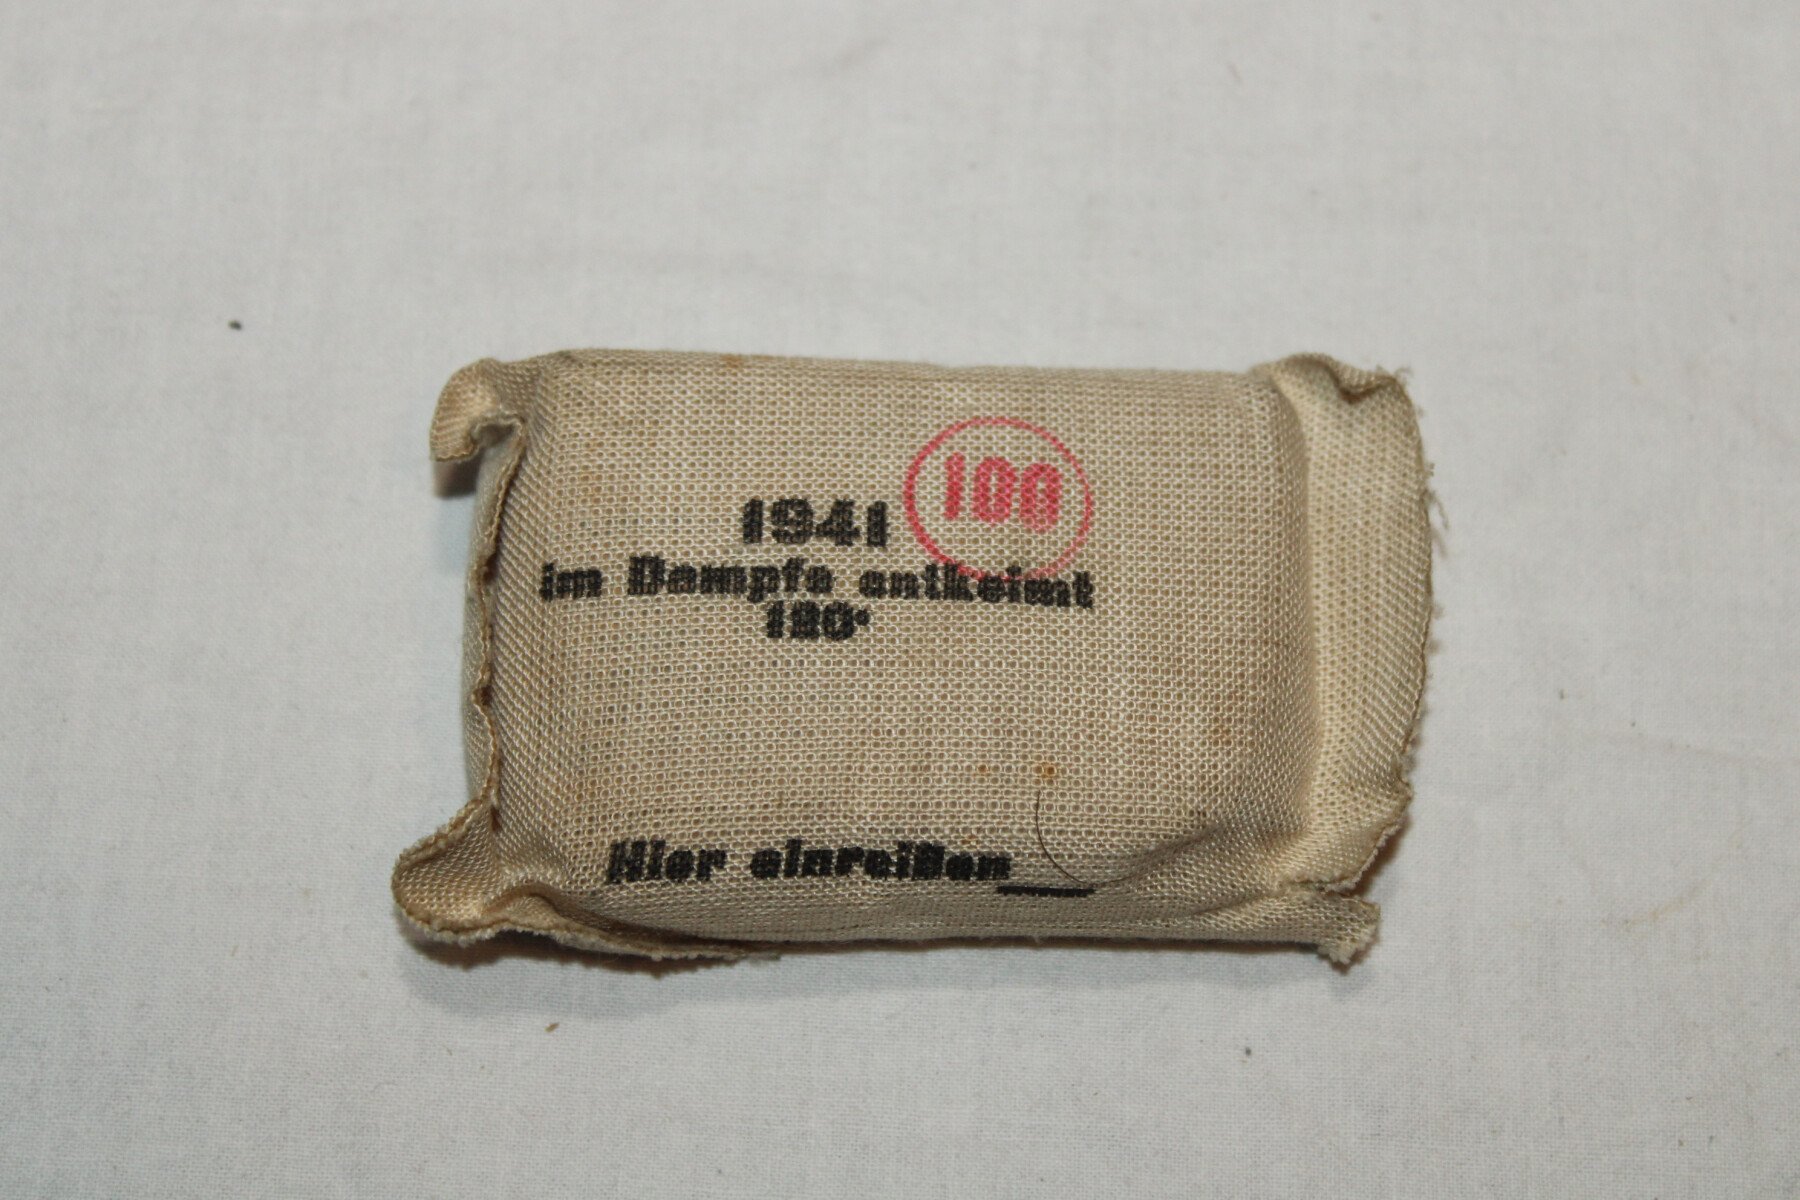 100
1941
im Dampfe entkeimt
120°
Hier einreißen